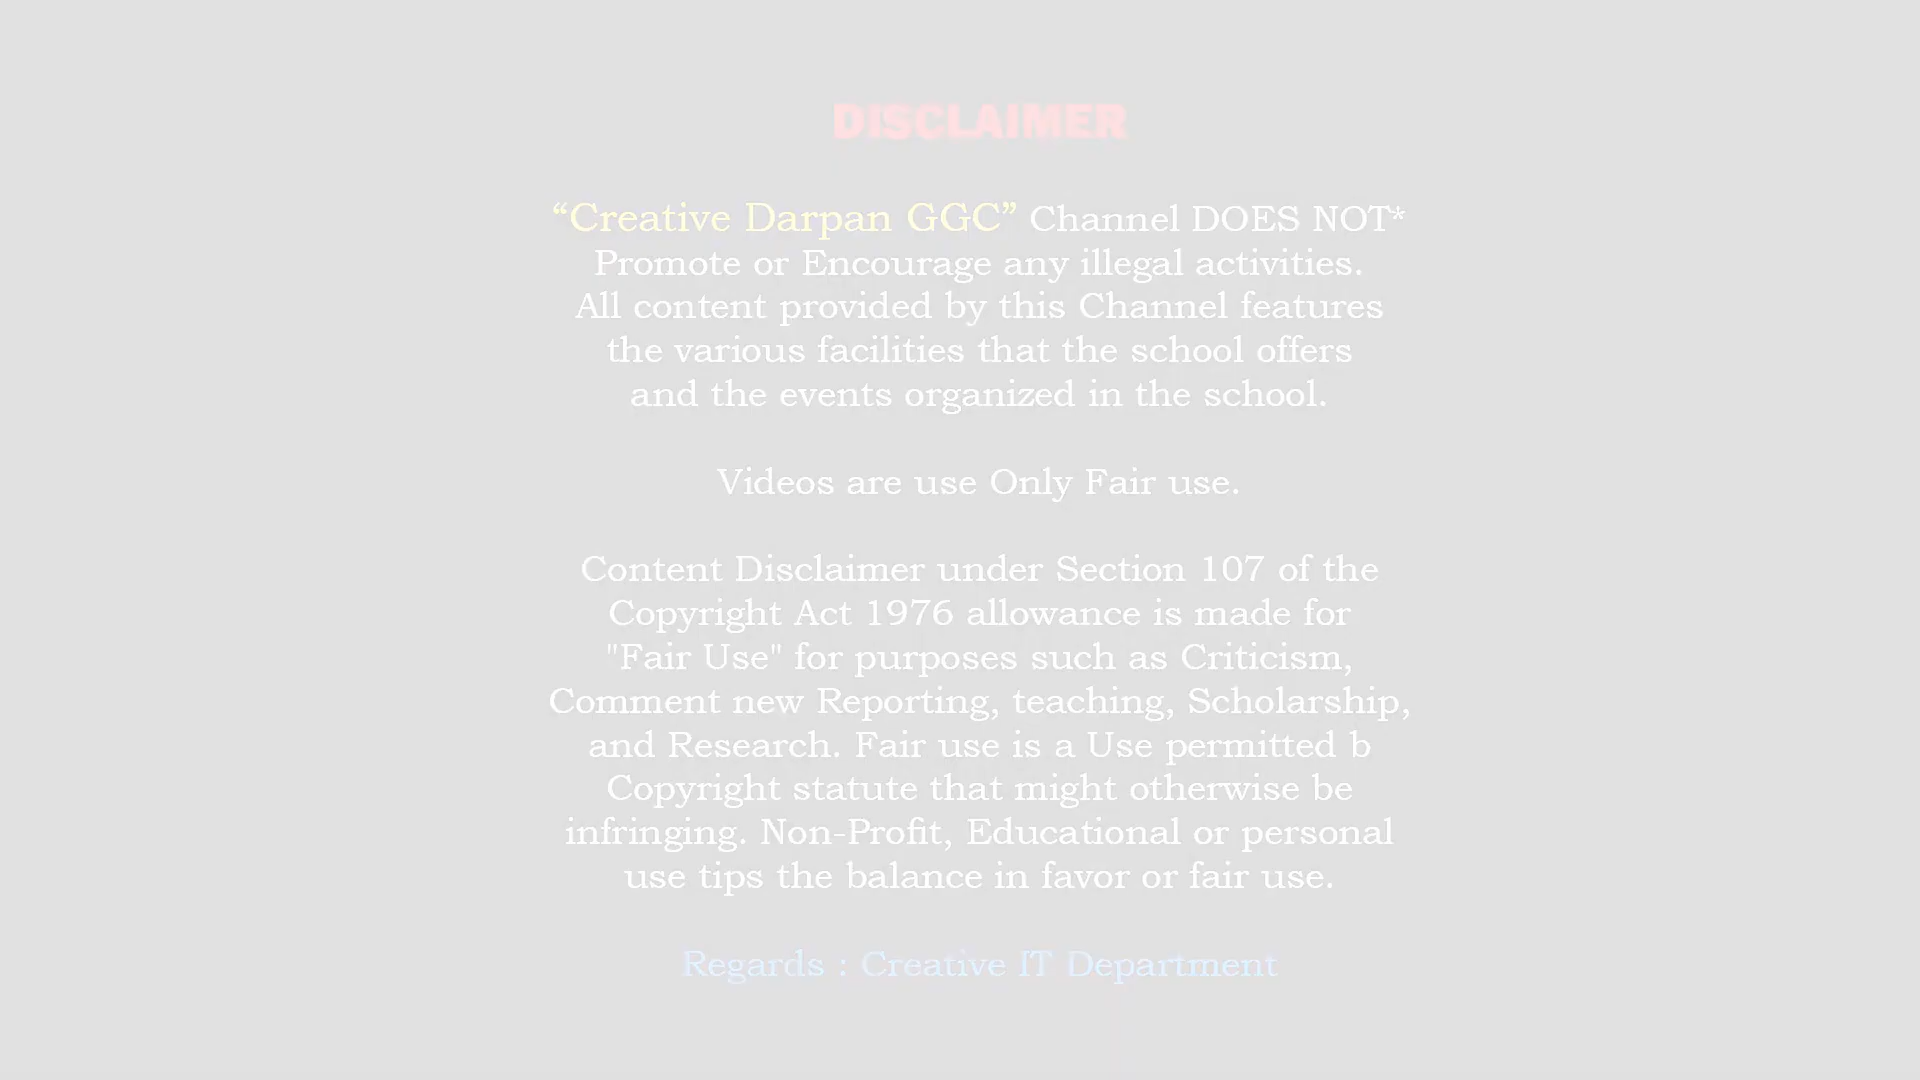 DISCLAIMER
“Creative Darpan GGC” Channel DOES NOT*
Promote or Encourage any illegal activities.
All content provided by this Channel features
the various facilities that the school offers
and the events organized in the school.
Videos are use Only Fair use.
Content Disclaimer under Section 107 of the
Copyright Act 1976 allowance is made for
"Fair Use" for purposes such as Criticism,
Comment new Reporting, teaching, Scholarship,
and Research. Fair use is a Use permitted b
Copyright statute that might otherwise be
infringing. Non-Profit, Educational or personal
use tips the balance in favor or fair use.
Regards : Creative IT Department